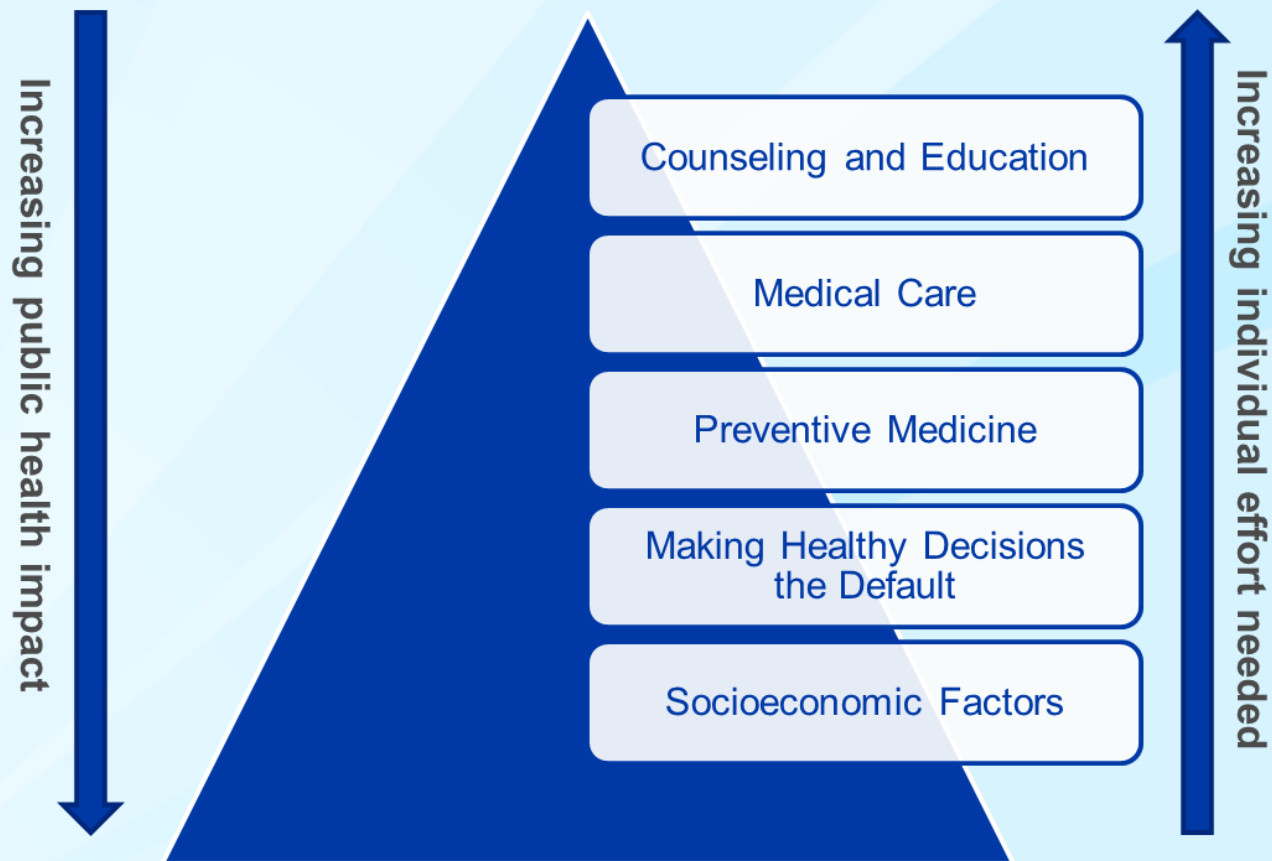 Increasing public health impact
Counseling and Education
Medical Care
Preventive Medicine
Making Healthy Decisions
the Default
Socioeconomic Factors
Increasing individual effort needed